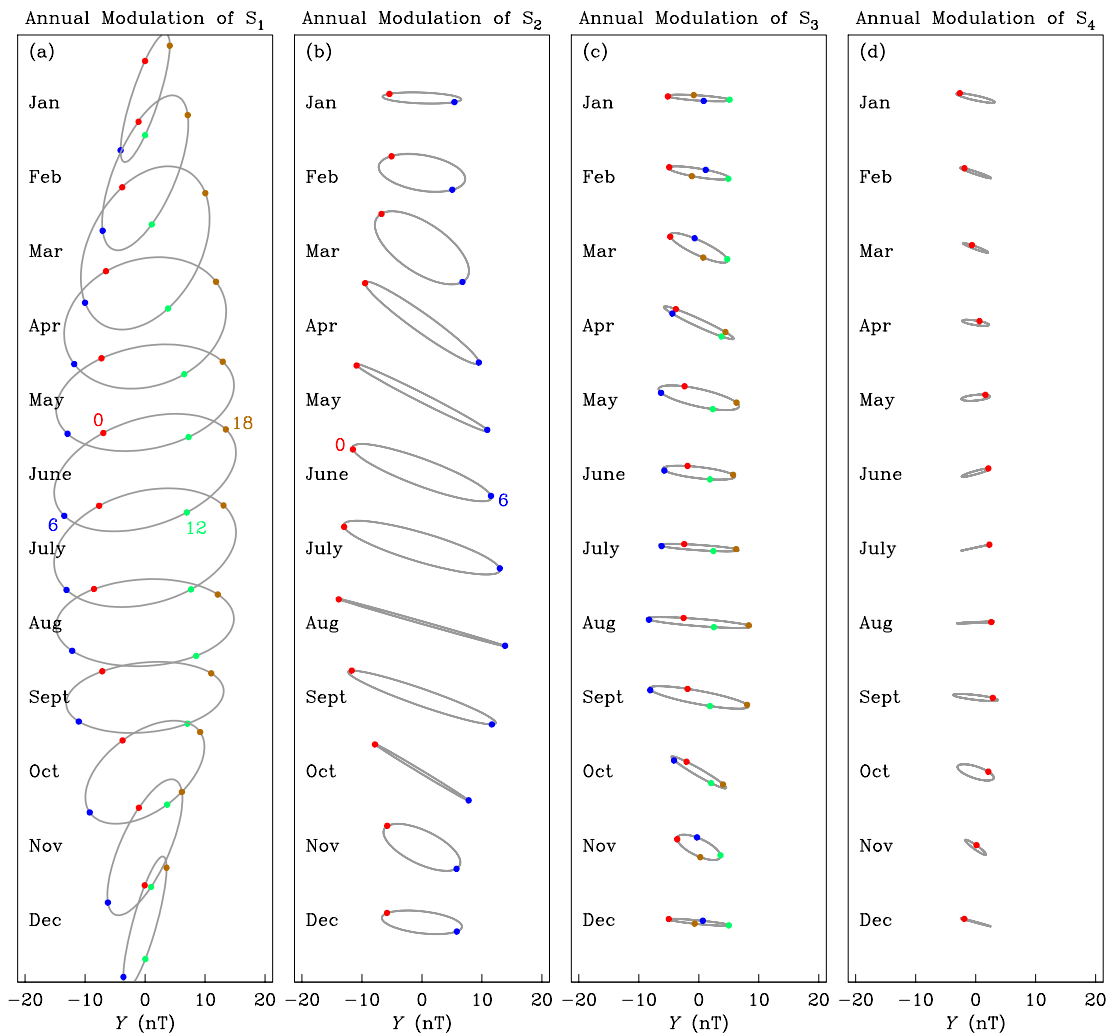 Annual Modulation of S1 Annual Modulation of S2 Annual Modulation of S3 Annual Modulation of S4
(a) (b) (c) (d)
Jan Jan Jan Jan
Feb Feb Feb Feb
Mar Mar Mar Mar
Apr Apr Apr Apr
May May May May
0 18
0
June June June June
6
6 12
July July July July
Aug Aug Aug Aug
Sept Sept Sept Sept
Oct Oct Oct Oct
Nov Nov Nov Nov
Dec Dec Dec Dec
−20 −10 0 10 20 −20 −10 0 10 20 −20 −10 0 10 20 −20 −10 0 10 20
Y (nT) Y (nT) Y (nT) Y (nT)